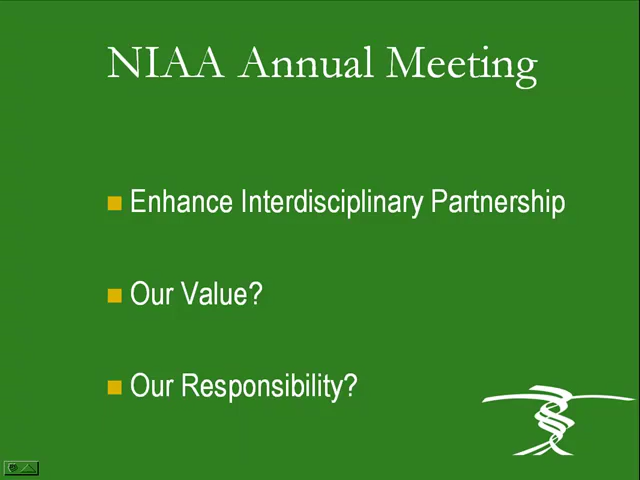 NIAA Annual Meeting
Enhance Interdisciplinary Partnership
Our Value?
Our Responsibility?